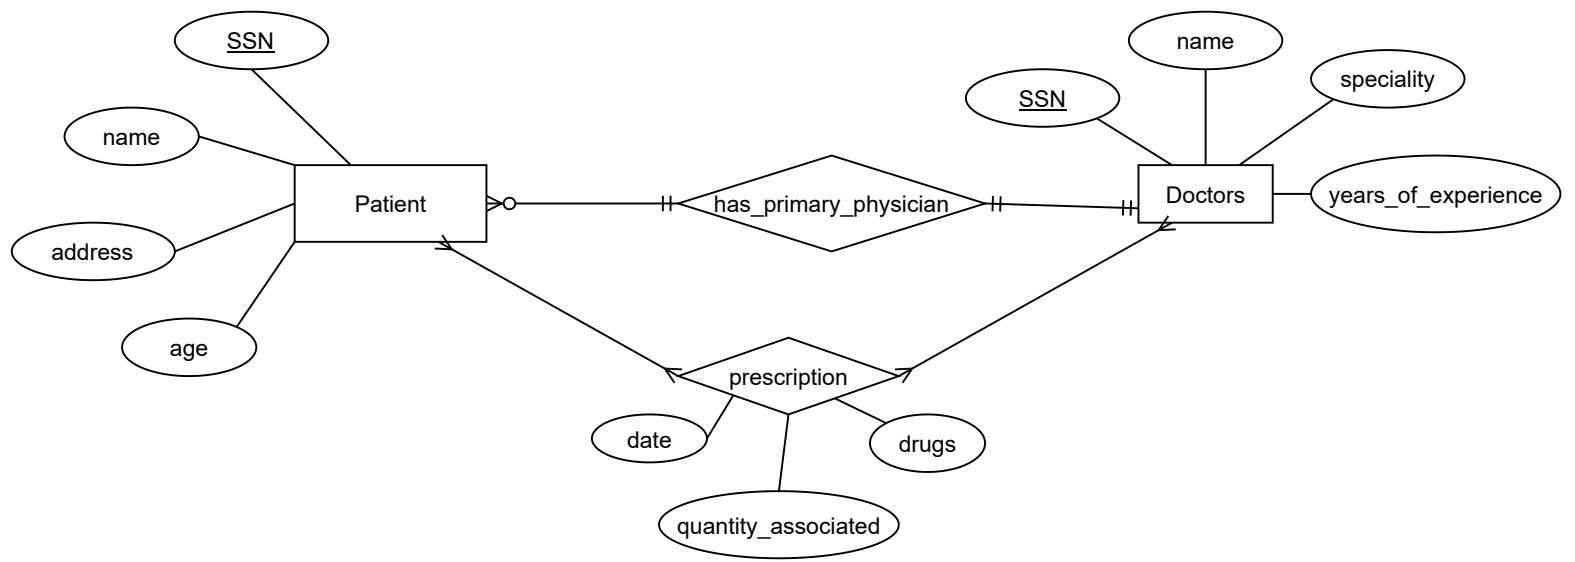 SSN
name
address
age
Patient
has_primary_physician
SSN
name
speciality
Doctors
years_of_experience
prescription
date
quantity_associated
drugs